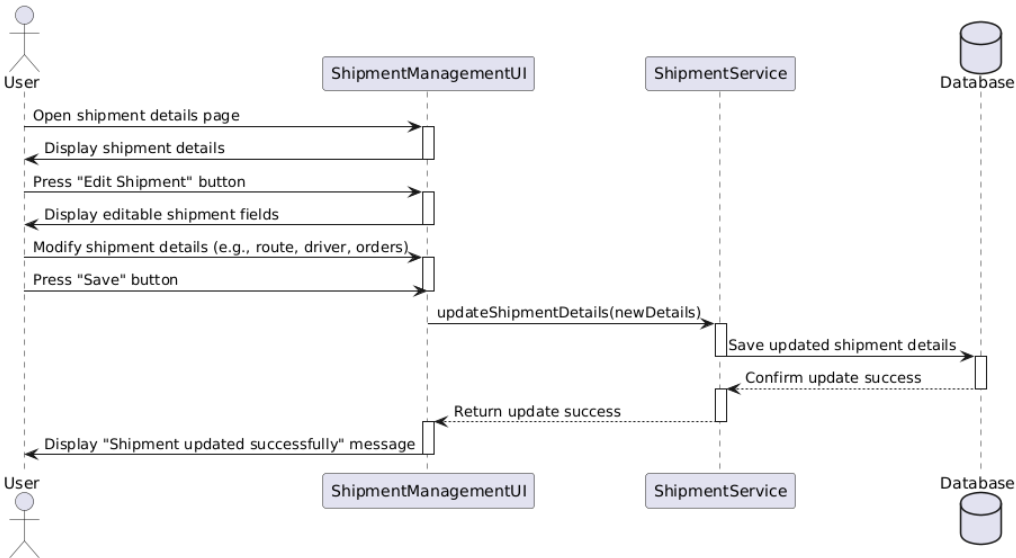 User
ShipmentManagementUI
ShipmentService
Database
Open shipment details page
Display shipment details
Press "Edit Shipment" button
Display editable shipment fields
Modify shipment details (e.g., route, driver, orders)
Press "Save" button
updateShipmentDetails(newDetails)
Save updated shipment details
Confirm update success
Return update success
Display "Shipment updated successfully" message
User
ShipmentManagementUI
ShipmentService
Database